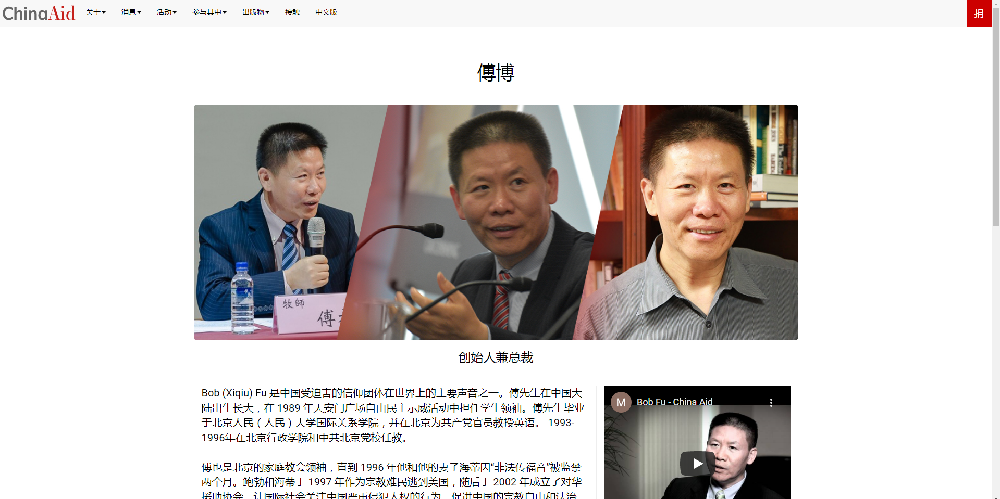 ChinaAid 关于 消息 活动 参与其中 出版物 接触 中文版 捐
傅博
牧師
傅
创始人兼总裁
Bob (Xiqiu) Fu 是中国受迫害的信仰团体在世界上的主要声音之一。傅先生在中国大
陆出生长大，在 1989 年天安门广场自由民主示威活动中担任学生领袖。傅先生毕业
于北京人民（人民）大学国际关系学院，并在北京为共产党官员教授英语。 1993-
1996年在北京行政学院和中共北京党校任教。
傅也是北京的家庭教会领袖，直到 1996 年他和他的妻子海蒂因“非法传福音”被监禁
两个月。鲍勃和海蒂于 1997 年作为宗教难民逃到美国，随后于 2002 年成立了对华
援助协会，让国际社会关注中国严重侵犯人权的行为，促进中国的宗教自由和法治
M Bob Fu - China Aid